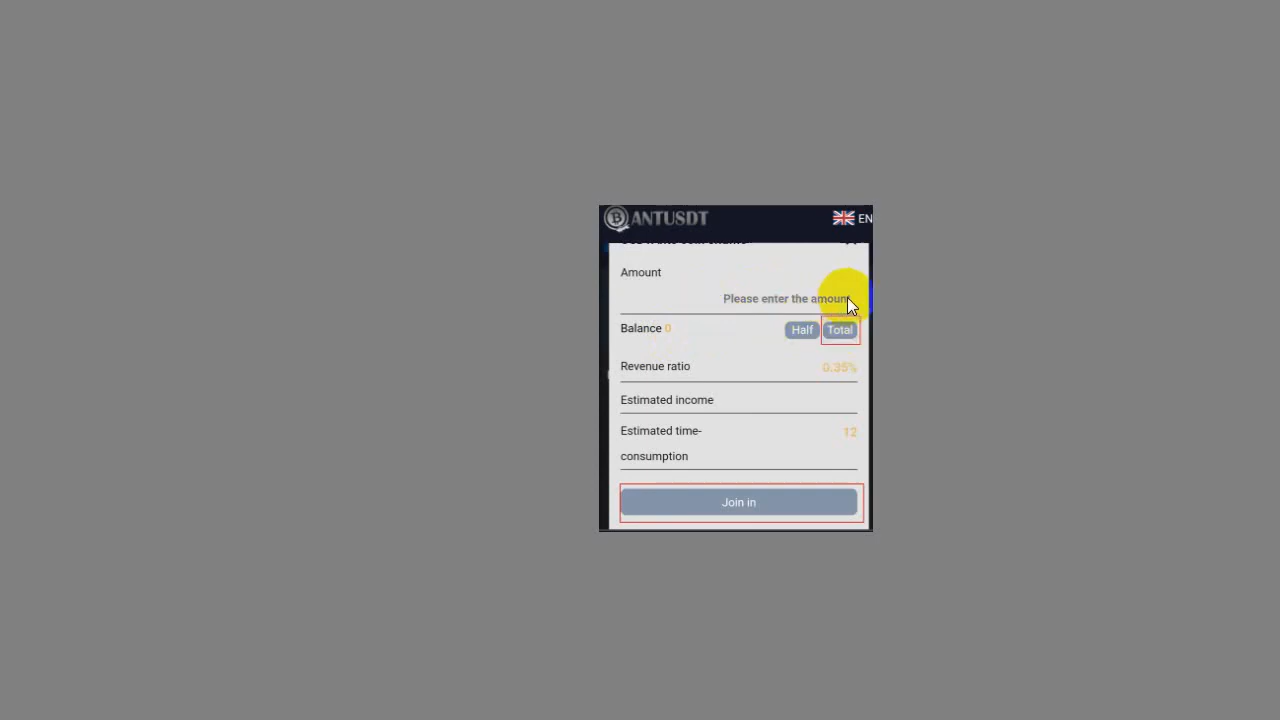 ANTUSDT
EN
Amount
Please enter the amount
Balance 0
Half
Total
Revenue ratio
0.35%
Estimated income
Estimated time-
12
consumption
Join in